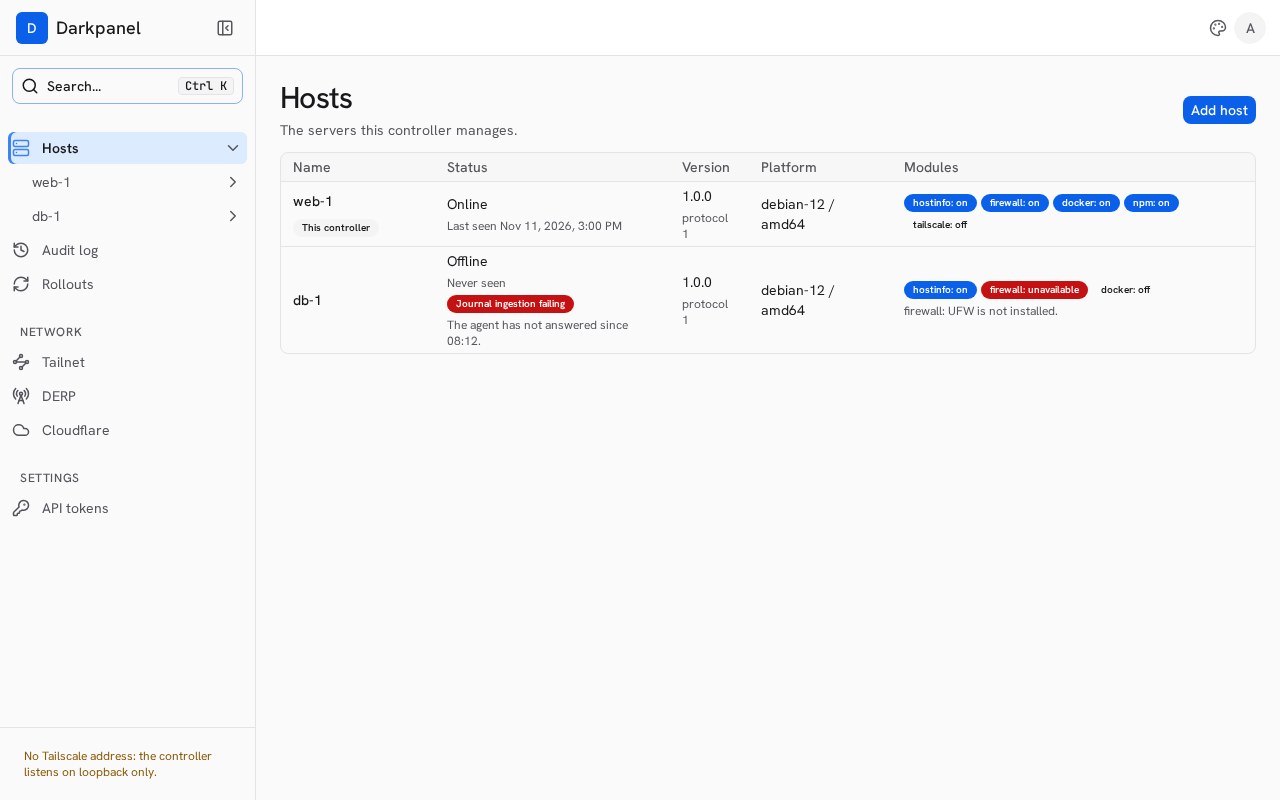 D Darkpanel
A
Search... Ctrl K
Hosts
web-1
db-1
Audit log
Rollouts
NETWORK
Tailnet
DERP
Cloudflare
SETTINGS
API tokens
No Tailscale address: the controller
listens on loopback only.
Hosts
The servers this controller manages.
Add host
Name Status Version Platform Modules
web-1
This controller
Online
Last seen Nov 11, 2026, 3:00 PM
1.0.0
protocol
1
debian-12 /
amd64
hostinfo: on firewall: on docker: on npm: on
tailscale: off
db-1
Offline
Never seen
Journal ingestion failing
The agent has not answered since
08:12.
1.0.0
protocol
1
debian-12 /
amd64
hostinfo: on firewall: unavailable docker: off
firewall: UFW is not installed.